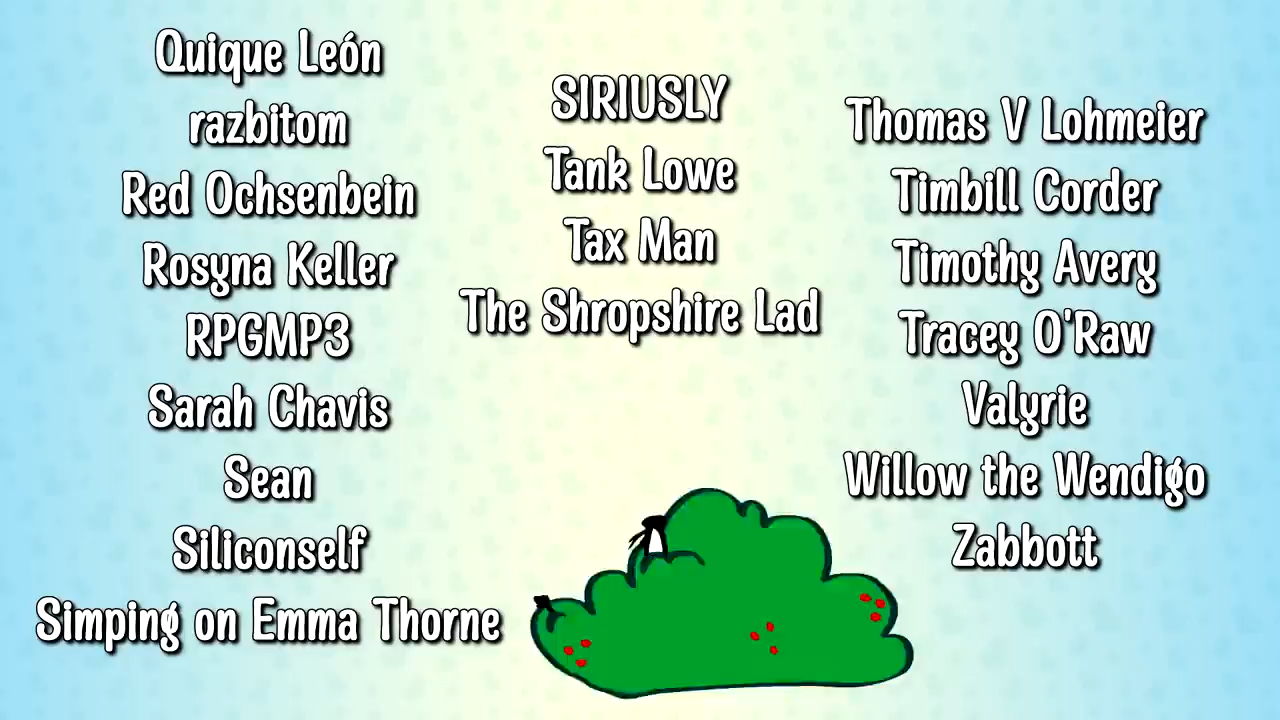 Quique León
razbitom
Red Ochsenbein
Rosyna Keller
RPGMP3
Sarah Chavis
Sean
Siliconself
Simping on Emma Thorne
SIRIUSLY
Tank Lowe
Tax Man
The Shropshire Lad
Thomas V Lohmeier
Timbill Corder
Timothy Avery
Tracey O'Raw
Valyrie
Willow the Wendigo
Zabbott